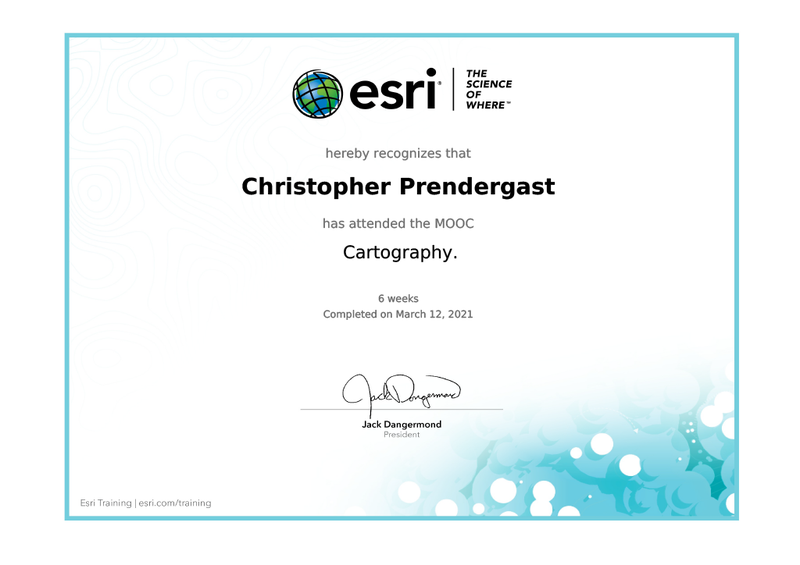 esri®
THE
SCIENCE
OF
WHERE™
hereby recognizes that
Christopher Prendergast
has attended the MOOC
Cartography.
6 weeks
Completed on March 12, 2021
Jack Dangermond
Jack Dangermond
President
Esri Training | esri.com/training